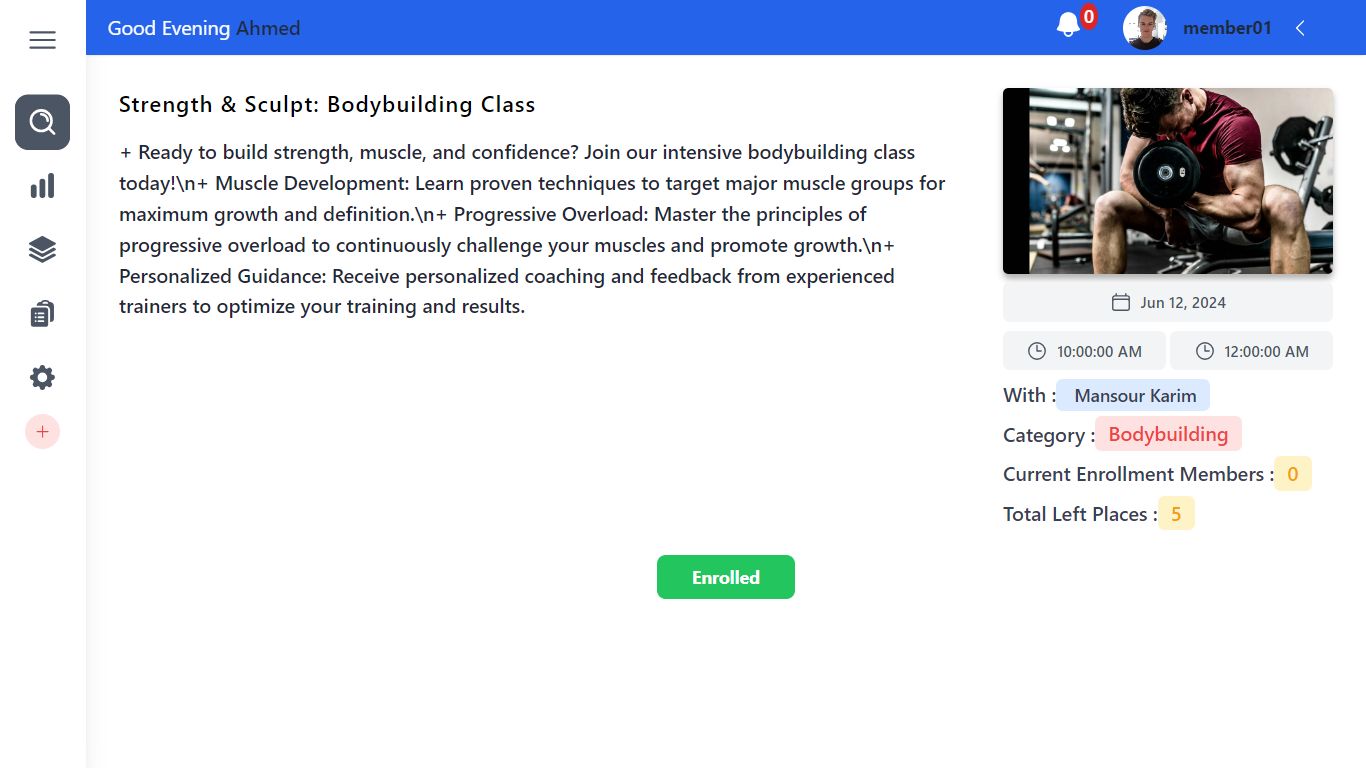 Good Evening Ahmed
0
member01
Strength & Sculpt: Bodybuilding Class
+ Ready to build strength, muscle, and confidence? Join our intensive bodybuilding class
today!\n+ Muscle Development: Learn proven techniques to target major muscle groups for
maximum growth and definition.\n+ Progressive Overload: Master the principles of
progressive overload to continuously challenge your muscles and promote growth.\n+
Personalized Guidance: Receive personalized coaching and feedback from experienced
trainers to optimize your training and results.
Jun 12, 2024
10:00:00 AM
12:00:00 AM
With : Mansour Karim
Category : Bodybuilding
Current Enrollment Members : 0
Total Left Places : 5
Enrolled